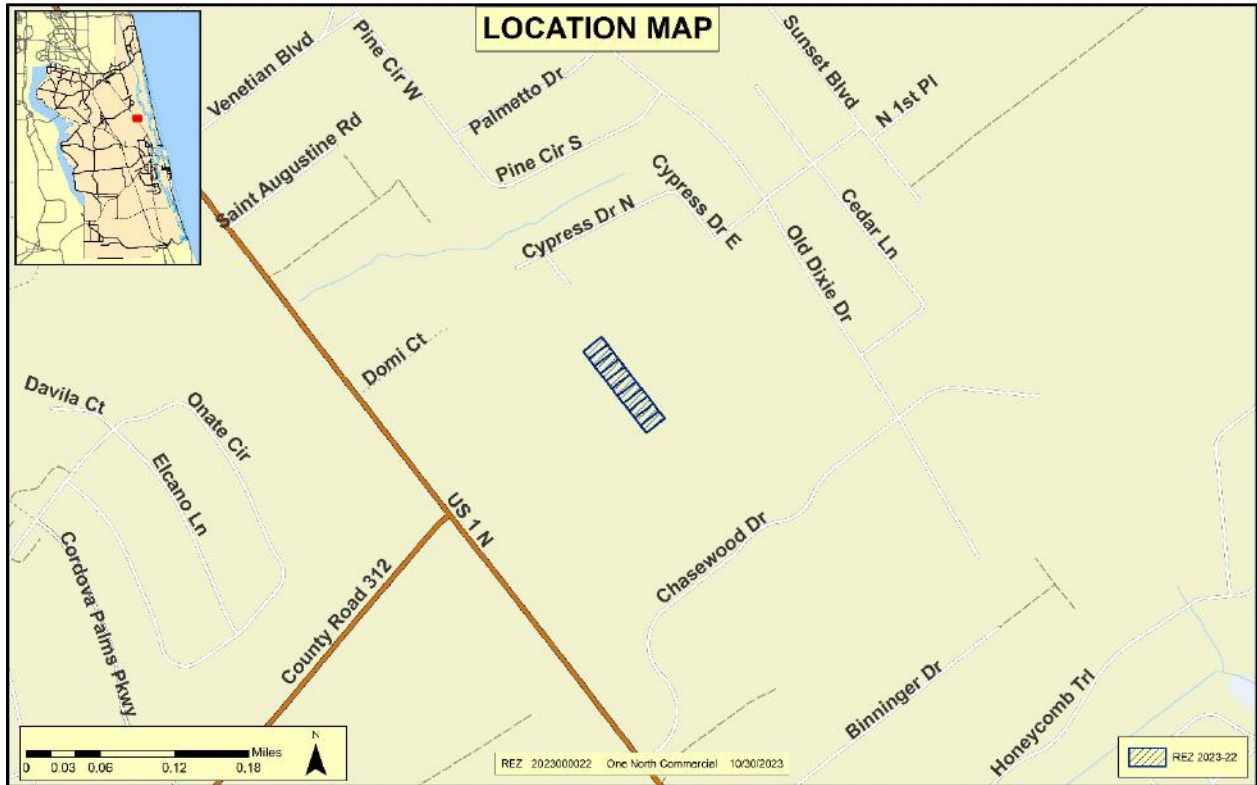 LOCATION MAP
Venetian Blvd
Pine Cir W
Palmetto Dr
Sunset Blvd
N 1st Pl
Saint Augustine Rd
Pine Cir S
Cypress Dr N
Cypress Dr E
Cedar Ln
Old Dixie Dr
Domi Ct
Davila Ct
Onate Cir
Elcano Ln
US 1 N
Chasewood Dr
County Road 312
Cordova Palms Pkwy
Binninger Dr
Honeycomb Trl
Miles
0 0.03 0.06 0.12 0.18
N
REZ 2023000022 One North Commercial 10/30/2023
REZ 2023-22